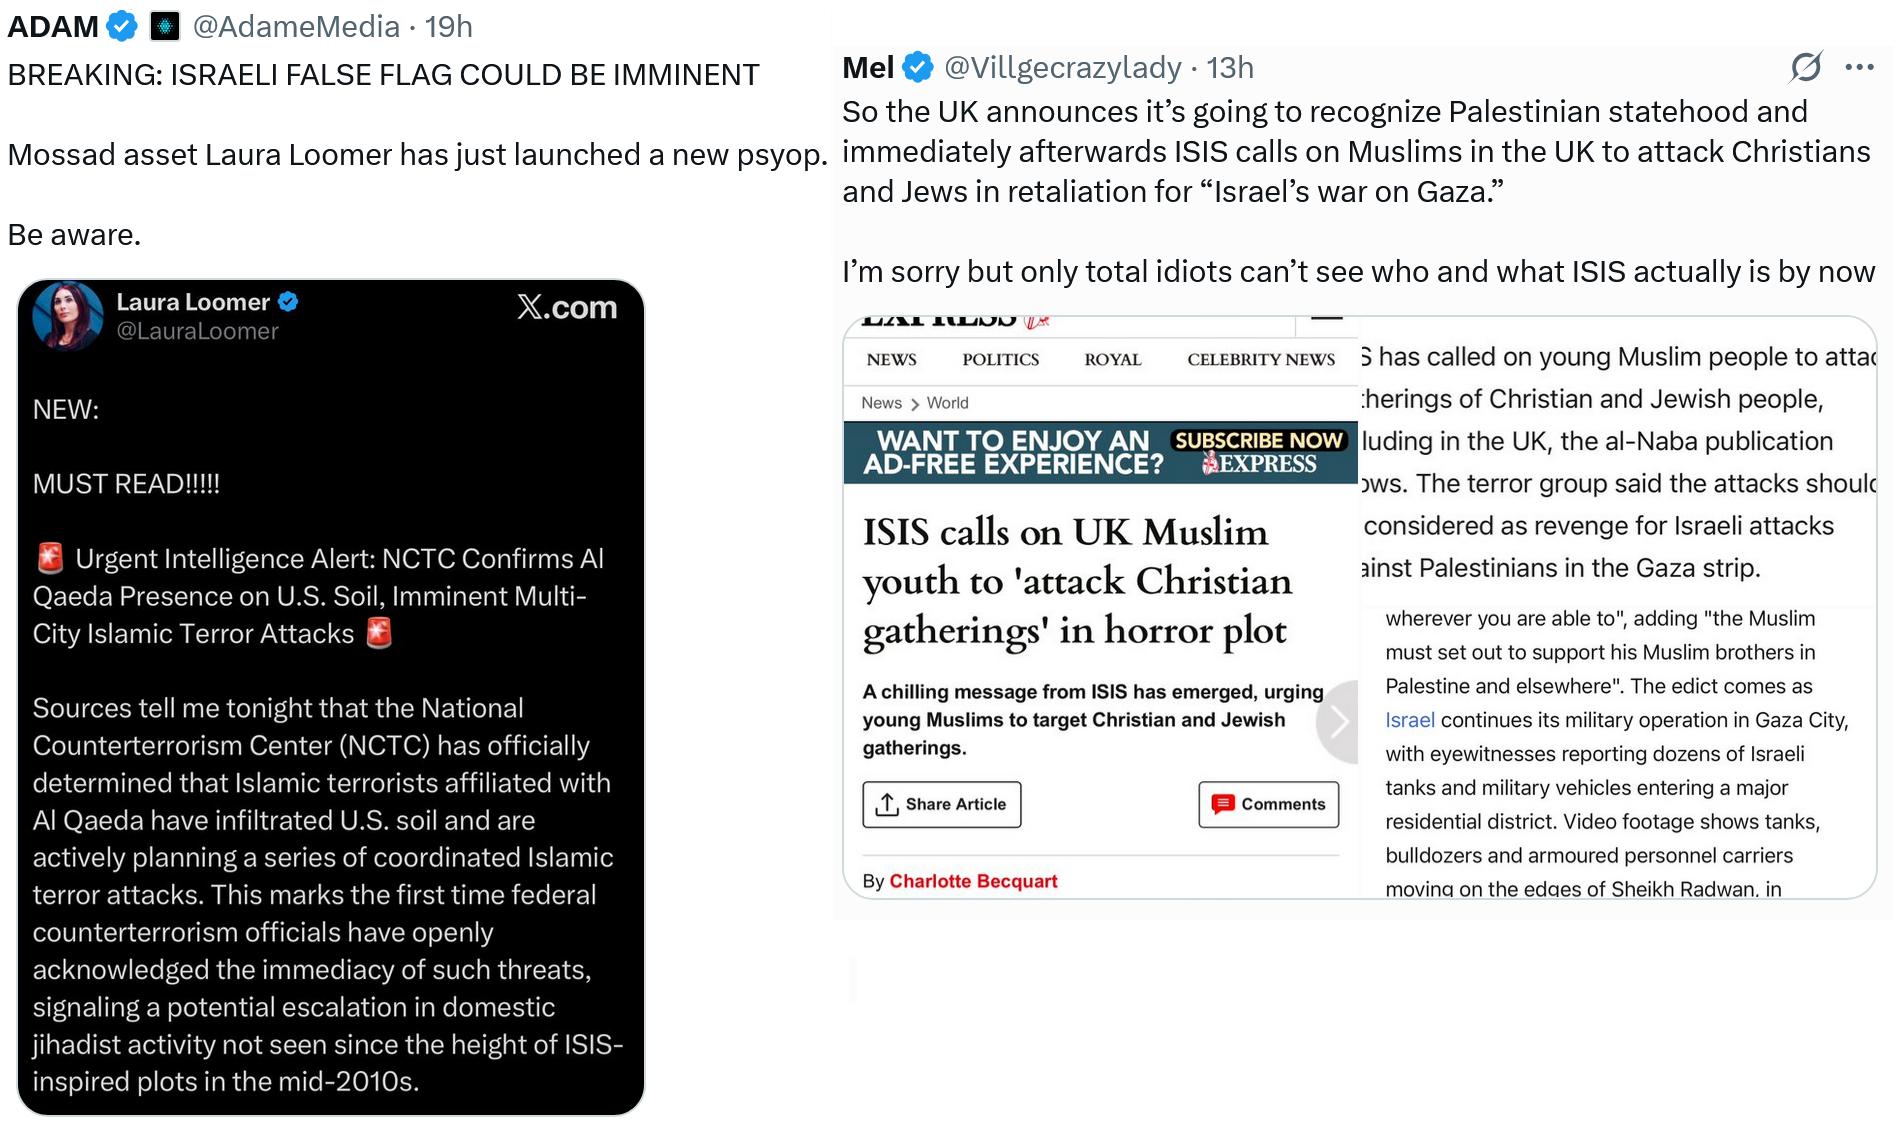 ADAM @AdameMedia · 19h
BREAKING: ISRAELI FALSE FLAG COULD BE IMMINENT
Mossad asset Laura Loomer has just launched a new psyop.
Be aware.
Laura Loomer
@LauraLoomer
X.com
NEW:
MUST READ!!!!!
🚨 Urgent Intelligence Alert: NCTC Confirms Al
Qaeda Presence on U.S. Soil, Imminent Multi-
City Islamic Terror Attacks 🚨
Sources tell me tonight that the National
Counterterrorism Center (NCTC) has officially
determined that Islamic terrorists affiliated with
Al Qaeda have infiltrated U.S. soil and are
actively planning a series of coordinated Islamic
terror attacks. This marks the first time federal
counterterrorism officials have openly
acknowledged the immediacy of such threats,
signaling a potential escalation in domestic
jihadist activity not seen since the height of ISIS-
inspired plots in the mid-2010s.
Mel @Villgecrazylady · 13h
So the UK announces it's going to recognize Palestinian statehood and
immediately afterwards ISIS calls on Muslims in the UK to attack Christians
and Jews in retaliation for “Israel's war on Gaza.”
I'm sorry but only total idiots can't see who and what ISIS actually is by now
EXPRESS
NEWS POLITICS ROYAL CELEBRITY NEWS
News > World
WANT TO ENJOY AN
AD-FREE EXPERIENCE?
SUBSCRIBE NOW
EXPRESS
ISIS calls on UK Muslim
youth to 'attack Christian
gatherings' in horror plot
A chilling message from ISIS has emerged, urging
young Muslims to target Christian and Jewish
gatherings.
Share Article
Comments
By Charlotte Becquart
S has called on young Muslim people to attac
therings of Christian and Jewish people,
luding in the UK, the al-Naba publication
ows. The terror group said the attacks should
considered as revenge for Israeli attacks
ainst Palestinians in the Gaza strip.
wherever you are able to", adding "the Muslim
must set out to support his Muslim brothers in
Palestine and elsewhere". The edict comes as
Israel continues its military operation in Gaza City,
with eyewitnesses reporting dozens of Israeli
tanks and military vehicles entering a major
residential district. Video footage shows tanks,
bulldozers and armoured personnel carriers
moving on the edges of Sheikh Radwan, in